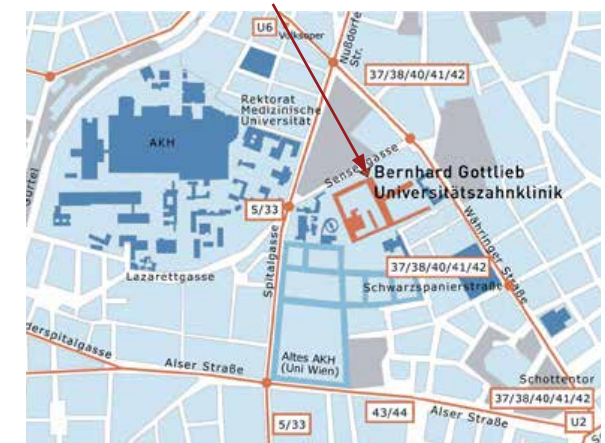 U6
Volksoper
Nußdorfer
Str.
37/38/40/41/42
Rektorat
Medizinische
Universität
AKH
Sensengasse
Bernhard Gottlieb
Universitätszahnklinik
Gürtel
5/33
Spitalgasse
Währinger Straße
37/38/40/41/42
Lazarettgasse
Schwarzspanierstraße
derspitalgasse
Alser Straße
Altes AKH
(Uni Wien)
Schottentor
37/38/40/41/42
43/44
Alser Straße
U2
5/33